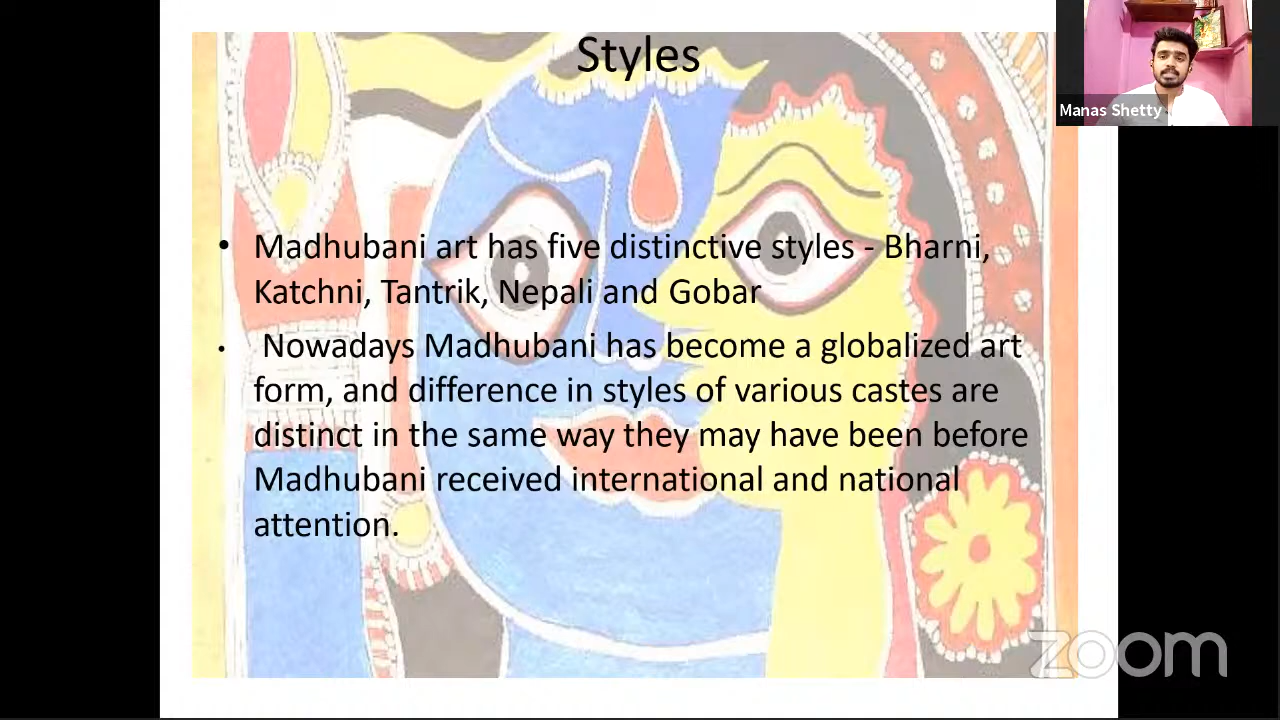 Styles
Manas Shetty
• Madhubani art has five distinctive styles - Bharni,
Katchni, Tantrik, Nepali and Gobar
• Nowadays Madhubani has become a globalized art
form, and difference in styles of various castes are
distinct in the same way they may have been before
Madhubani received international and national
attention.
zoom